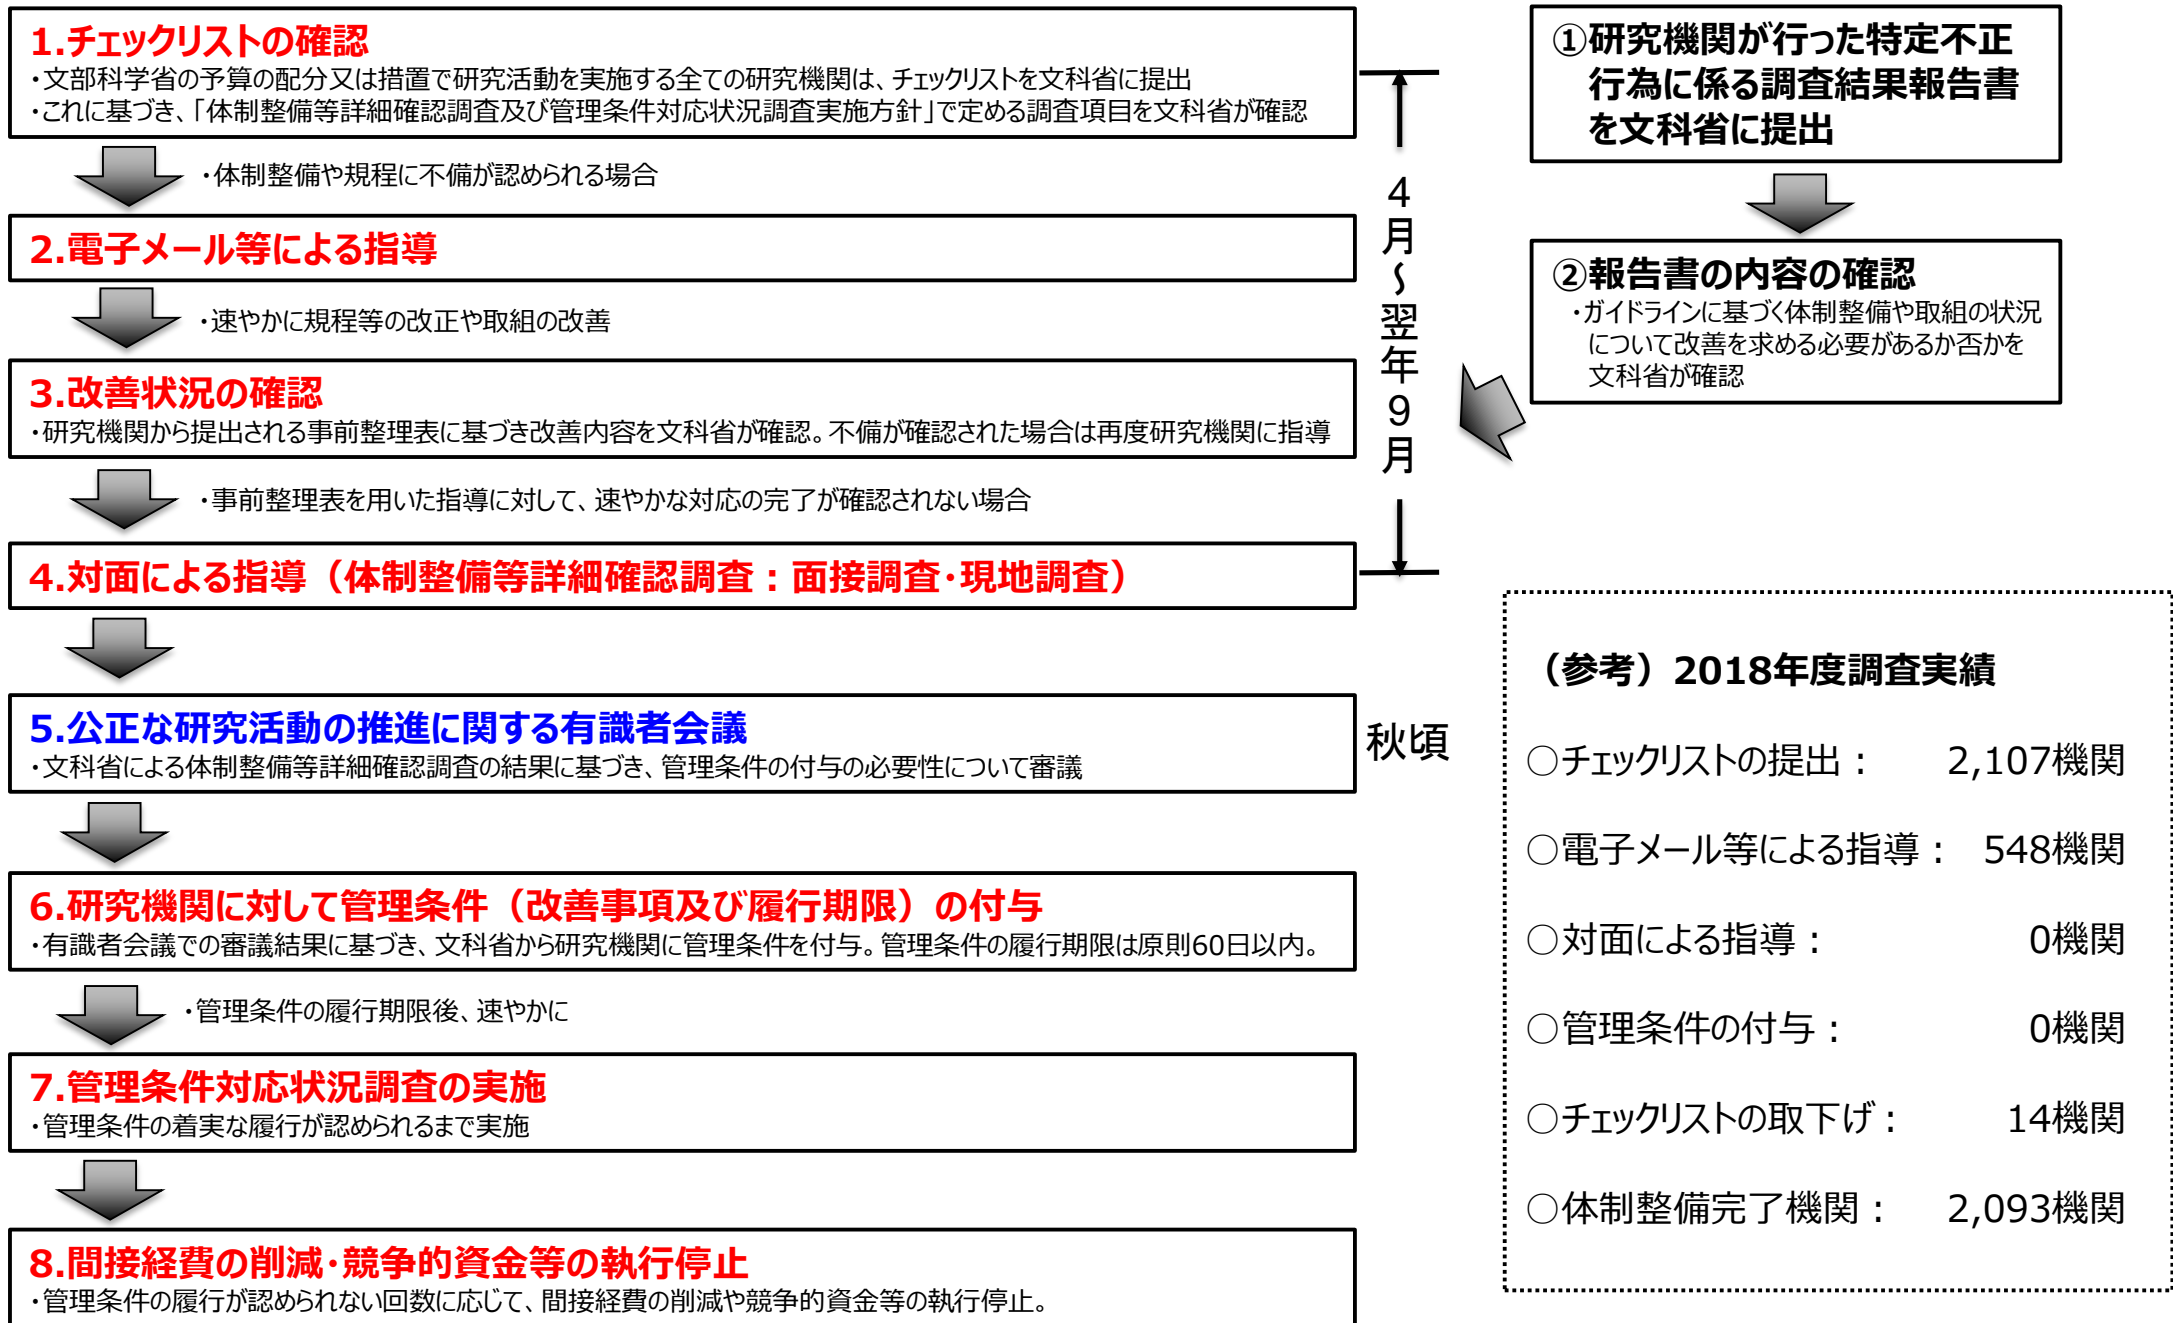 1.チェックリストの確認
・文部科学省の予算の配分又は措置で研究活動を実施する全ての研究機関は、チェックリストを文科省に提出
・これに基づき、「体制整備等詳細確認調査及び管理条件対応状況調査実施方針」で定める調査項目を文科省が確認
・体制整備や規程に不備が認められる場合
2.電子メール等による指導
・速やかに規程等の改正や取組の改善
3.改善状況の確認
・研究機関から提出される事前整理表に基づき改善内容を文科省が確認。不備が確認された場合は再度研究機関に指導
・事前整理表を用いた指導に対して、速やかな対応の完了が確認されない場合
4.対面による指導（体制整備等詳細確認調査：面接調査・現地調査）
4月～翌年9月
5.公正な研究活動の推進に関する有識者会議
・文科省による体制整備等詳細確認調査の結果に基づき、管理条件の付与の必要性について審議
秋頃
6.研究機関に対して管理条件（改善事項及び履行期限）の付与
・有識者会議での審議結果に基づき、文科省から研究機関に管理条件を付与。管理条件の履行期限は原則60日以内。
・管理条件の履行期限後、速やかに
7.管理条件対応状況調査の実施
・管理条件の着実な履行が認められるまで実施
8.間接経費の削減・競争的資金等の執行停止
・管理条件の履行が認められない回数に応じて、間接経費の削減や競争的資金等の執行停止。
①研究機関が行った特定不正
行為に係る調査結果報告書
を文科省に提出
②報告書の内容の確認
・ガイドラインに基づく体制整備や取組の状況
について改善を求める必要があるか否かを
文科省が確認
（参考）2018年度調査実績
○チェックリストの提出： 2,107機関
○電子メール等による指導： 548機関
○対面による指導： 0機関
○管理条件の付与： 0機関
○チェックリストの取下げ： 14機関
○体制整備完了機関： 2,093機関